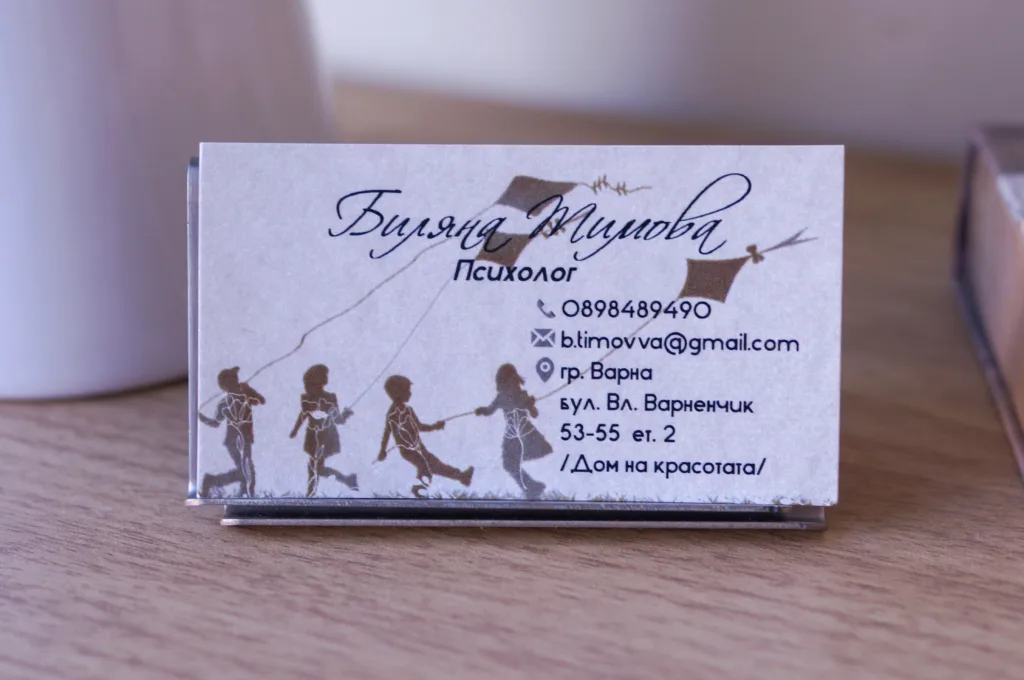 Биляна Тимова
Психолог
0898489490
b.timovva@gmail.com
гр. Варна
бул. Вл. Варненчик
53-55 ет. 2
/Дом на красотата/